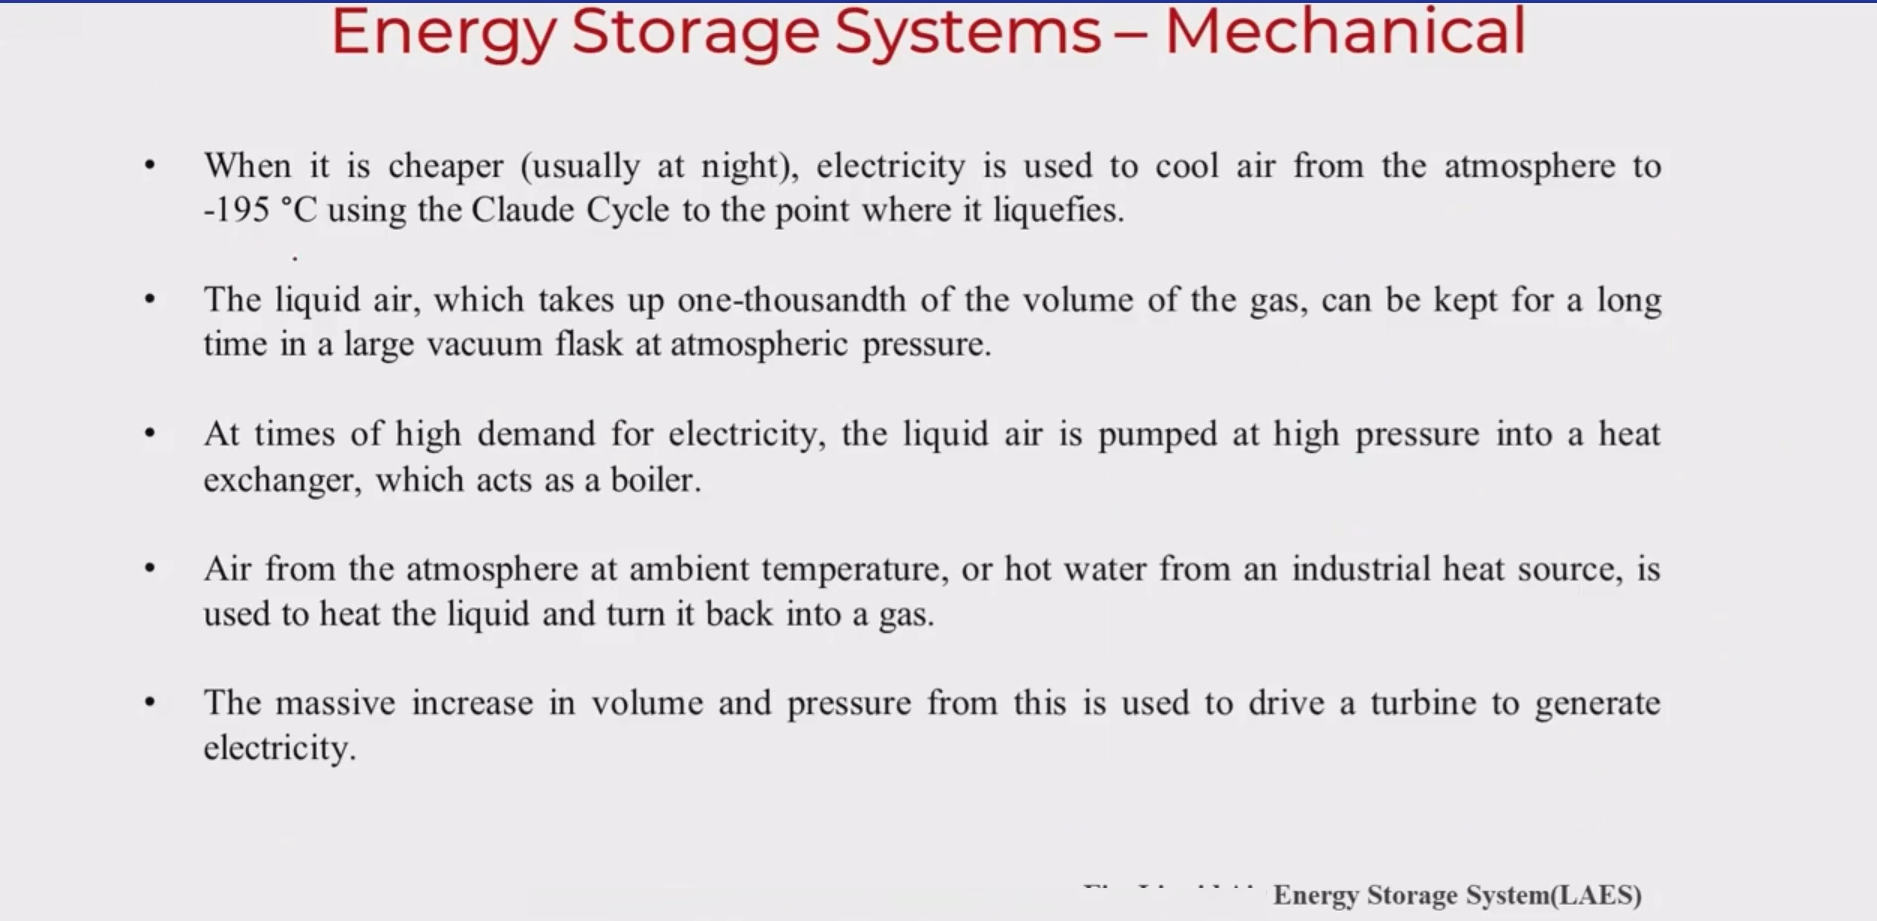 Energy Storage Systems – Mechanical
• When it is cheaper (usually at night), electricity is used to cool air from the atmosphere to
-195 °C using the Claude Cycle to the point where it liquefies.
• The liquid air, which takes up one-thousandth of the volume of the gas, can be kept for a long
time in a large vacuum flask at atmospheric pressure.
• At times of high demand for electricity, the liquid air is pumped at high pressure into a heat
exchanger, which acts as a boiler.
• Air from the atmosphere at ambient temperature, or hot water from an industrial heat source, is
used to heat the liquid and turn it back into a gas.
• The massive increase in volume and pressure from this is used to drive a turbine to generate
electricity.
Energy Storage System(LAES)